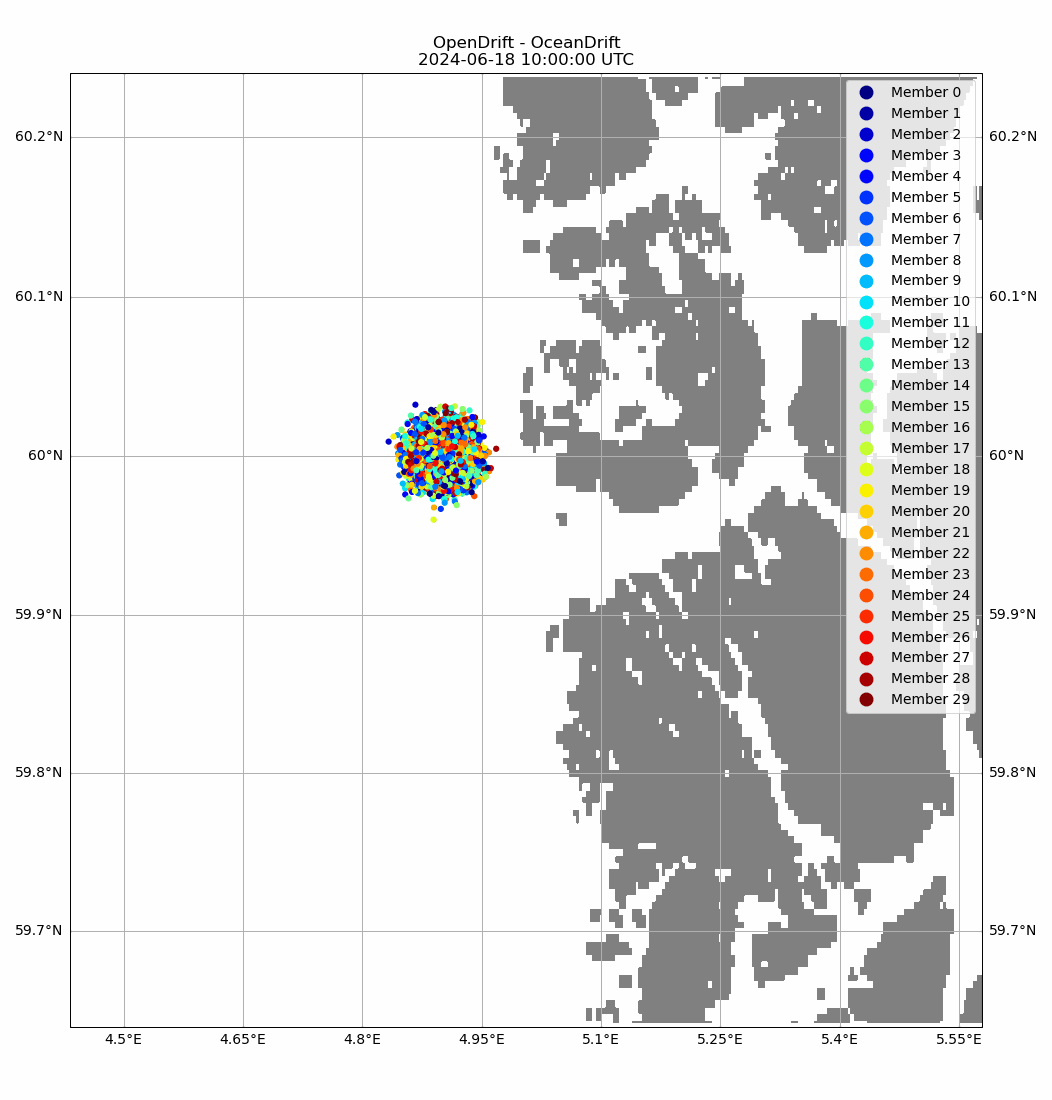 OpenDrift - OceanDrift
2024-06-18 10:00:00 UTC
Member 0
Member 1
Member 2
Member 3
Member 4
Member 5
Member 6
Member 7
Member 8
Member 9
Member 10
Member 11
Member 12
Member 13
Member 14
Member 15
Member 16
Member 17
Member 18
Member 19
Member 20
Member 21
Member 22
Member 23
Member 24
Member 25
Member 26
Member 27
Member 28
Member 29
60.2°N 60.2°N
60.1°N 60.1°N
60°N 60°N
59.9°N 59.9°N
59.8°N 59.8°N
59.7°N 59.7°N
4.5°E 4.65°E 4.8°E 4.95°E 5.1°E 5.25°E 5.4°E 5.55°E